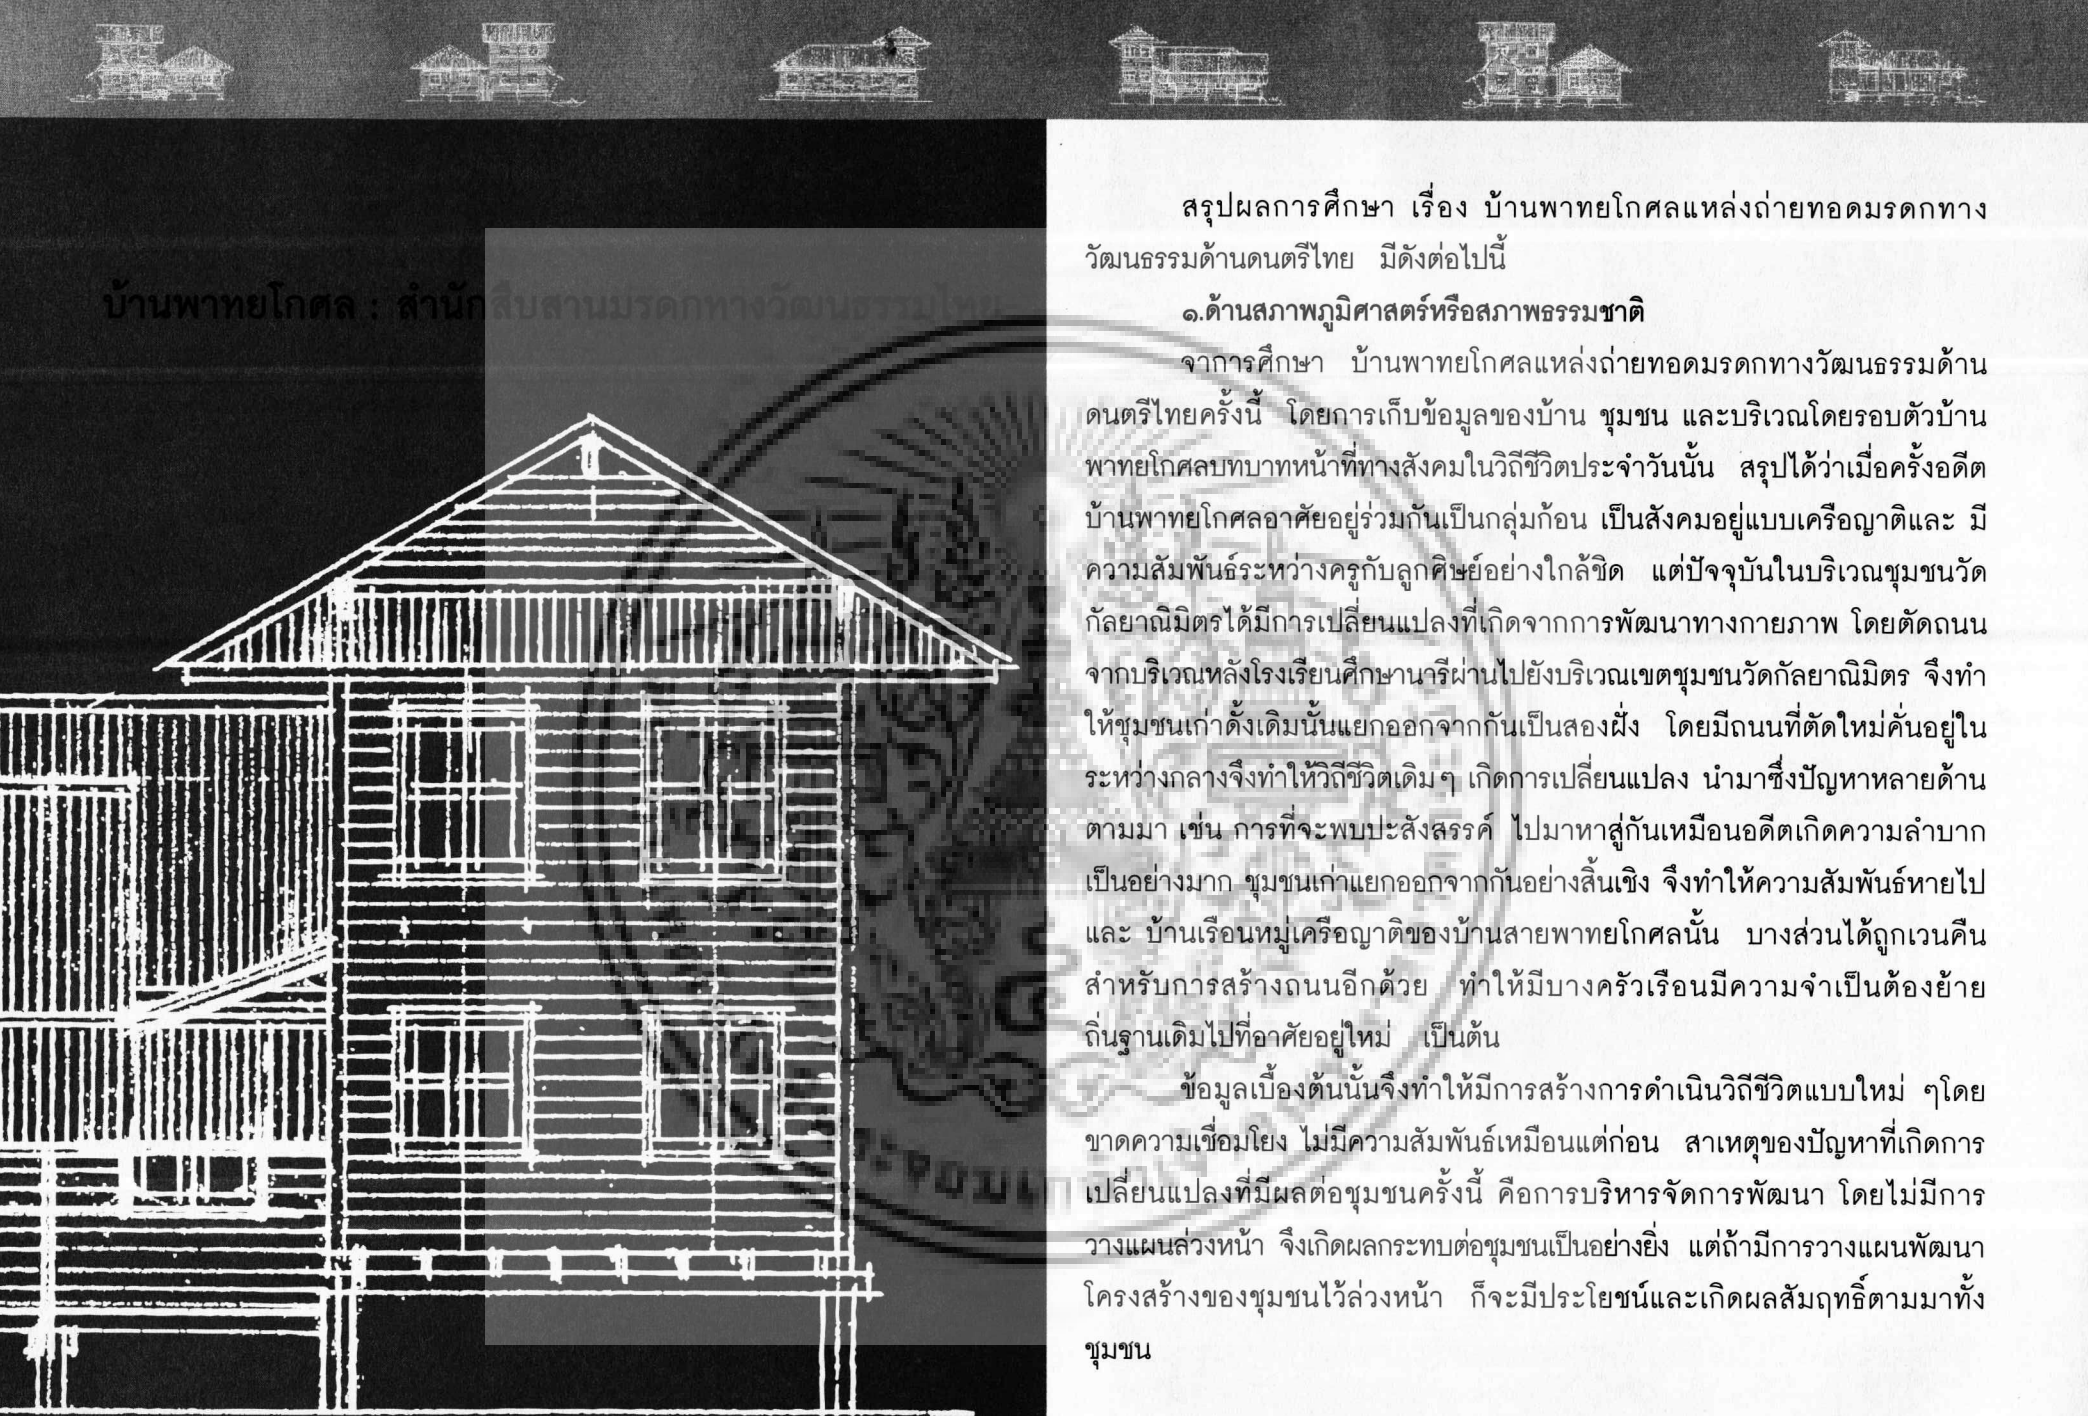 บ้านพาทยโกศล : สำนักสืบสานมรดกทางวัฒนธรรมไทย
สรุปผลการศึกษา เรื่อง บ้านพาทยโกศลแหล่งถ่ายทอดมรดกทาง
วัฒนธรรมด้านดนตรีไทย มีดังต่อไปนี้
๑.ด้านสภาพภูมิศาสตร์หรือสภาพธรรมชาติ
จาการศึกษา บ้านพาทยโกศลแหล่งถ่ายทอดมรดกทางวัฒนธรรมด้าน
ดนตรีไทยครั้งนี้ โดยการเก็บข้อมูลของบ้าน ชุมชน และบริเวณโดยรอบตัวบ้าน
พาทยโกศลบทบาทหน้าที่ทางสังคมในวิถีชีวิตประจำวันนั้น สรุปได้ว่าเมื่อครั้งอดีต
บ้านพาทยโกศลอาศัยอยู่ร่วมกันเป็นกลุ่มก้อน เป็นสังคมอยู่แบบเครือญาติและ มี
ความสัมพันธ์ระหว่างครูกับลูกศิษย์อย่างใกล้ชิด แต่ปัจจุบันในบริเวณชุมชนวัด
กัลยาณิมิตรได้มีการเปลี่ยนแปลงที่เกิดจากการพัฒนาทางกายภาพ โดยตัดถนน
จากบริเวณหลังโรงเรียนศึกษานารีผ่านไปยังบริเวณเขตชุมชนวัดกัลยาณิมิตร จึงทำ
ให้ชุมชนเก่าดั้งเดิมนั้นแยกออกจากกันเป็นสองฝั่ง โดยมีถนนที่ตัดใหม่คั่นอยู่ใน
ระหว่างกลางจึงทำให้วิถีชีวิตเดิมๆ เกิดการเปลี่ยนแปลง นำมาซึ่งปัญหาหลายด้าน
ตามมา เช่น การที่จะพบปะสังสรรค์ ไปมาหาสู่กันเหมือนอดีตเกิดความลำบาก
เป็นอย่างมาก ชุมชนเก่าแยกออกจากกันอย่างสิ้นเชิง จึงทำให้ความสัมพันธ์หายไป
และ บ้านเรือนหมู่เครือญาติของบ้านสายพาทยโกศลนั้น บางส่วนได้ถูกเวนคืน
สำหรับการสร้างถนนอีกด้วย ทำให้มีบางครัวเรือนมีความจำเป็นต้องย้าย
ถิ่นฐานเดิมไปที่อาศัยอยู่ใหม่ เป็นต้น
ข้อมูลเบื้องต้นนั้นจึงทำให้มีการสร้างการดำเนินวิถีชีวิตแบบใหม่ ๆโดย
ขาดความเชื่อมโยง ไม่มีความสัมพันธ์เหมือนแต่ก่อน สาเหตุของปัญหาที่เกิดการ
เปลี่ยนแปลงที่มีผลต่อชุมชนครั้งนี้ คือการบริหารจัดการพัฒนา โดยไม่มีการ
วางแผนล่วงหน้า จึงเกิดผลกระทบต่อชุมชนเป็นอย่างยิ่ง แต่ถ้ามีการวางแผนพัฒนา
โครงสร้างของชุมชนไว้ล่วงหน้า ก็จะมีประโยชน์และเกิดผลสัมฤทธิ์ตามมาทั้ง
ชุมชน